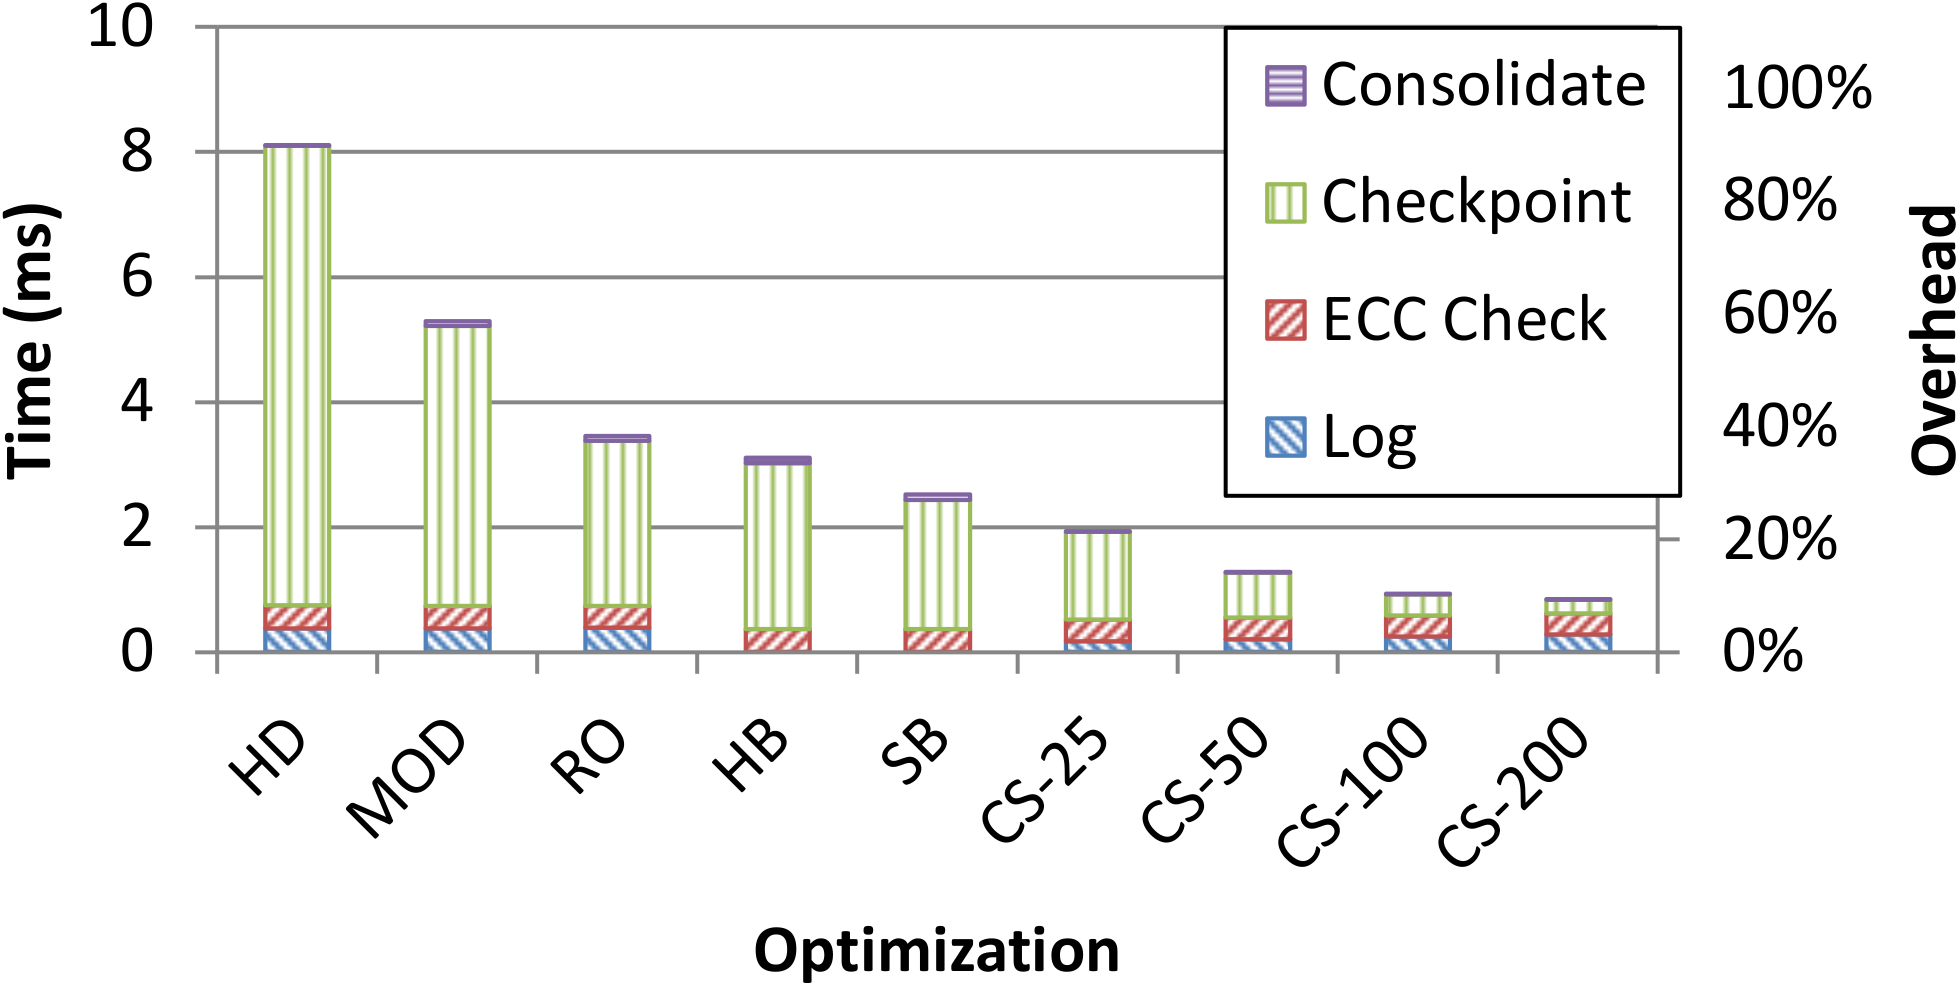 10
8
6
4
2
0
Time (ms)
Consolidate
Checkpoint
ECC Check
Log
100%
80%
60%
40%
20%
0%
Overhead
HD
MOD
RO
HB
SB
CS-25
CS-50
CS-100
CS-200
Optimization